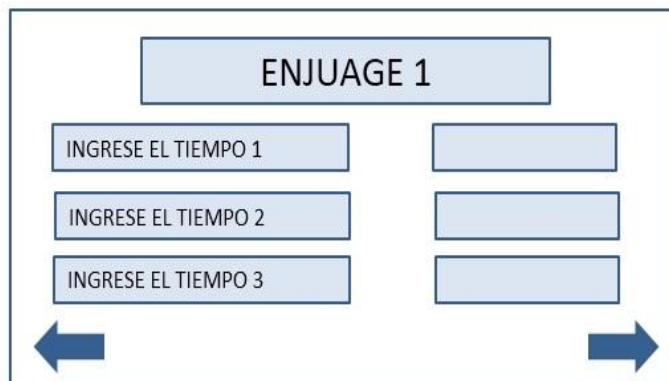 ENJUAGE 1
INGRESE EL TIEMPO 1
INGRESE EL TIEMPO 2
INGRESE EL TIEMPO 3